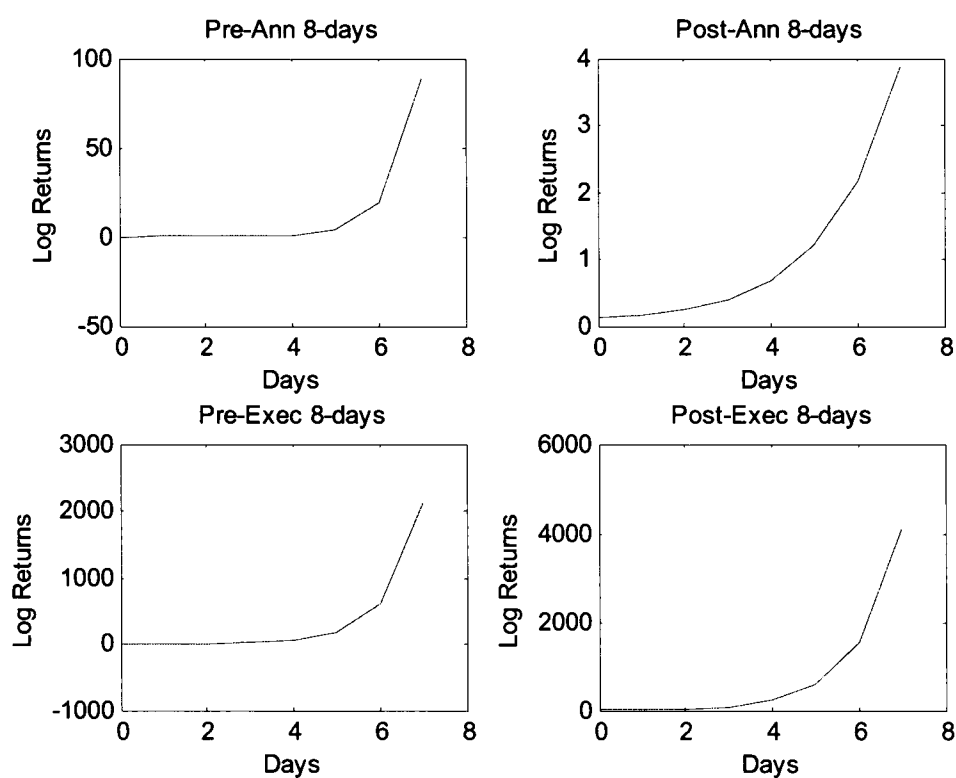 Pre-Ann 8-days
100
50
0
-50
Log Returns
0 2 4 6 8
Days
Post-Ann 8-days
4
3
2
1
0
Log Returns
0 2 4 6 8
Days
Pre-Exec 8-days
3000
2000
1000
0
-1000
Log Returns
0 2 4 6 8
Days
Post-Exec 8-days
6000
4000
2000
0
Log Returns
0 2 4 6 8
Days